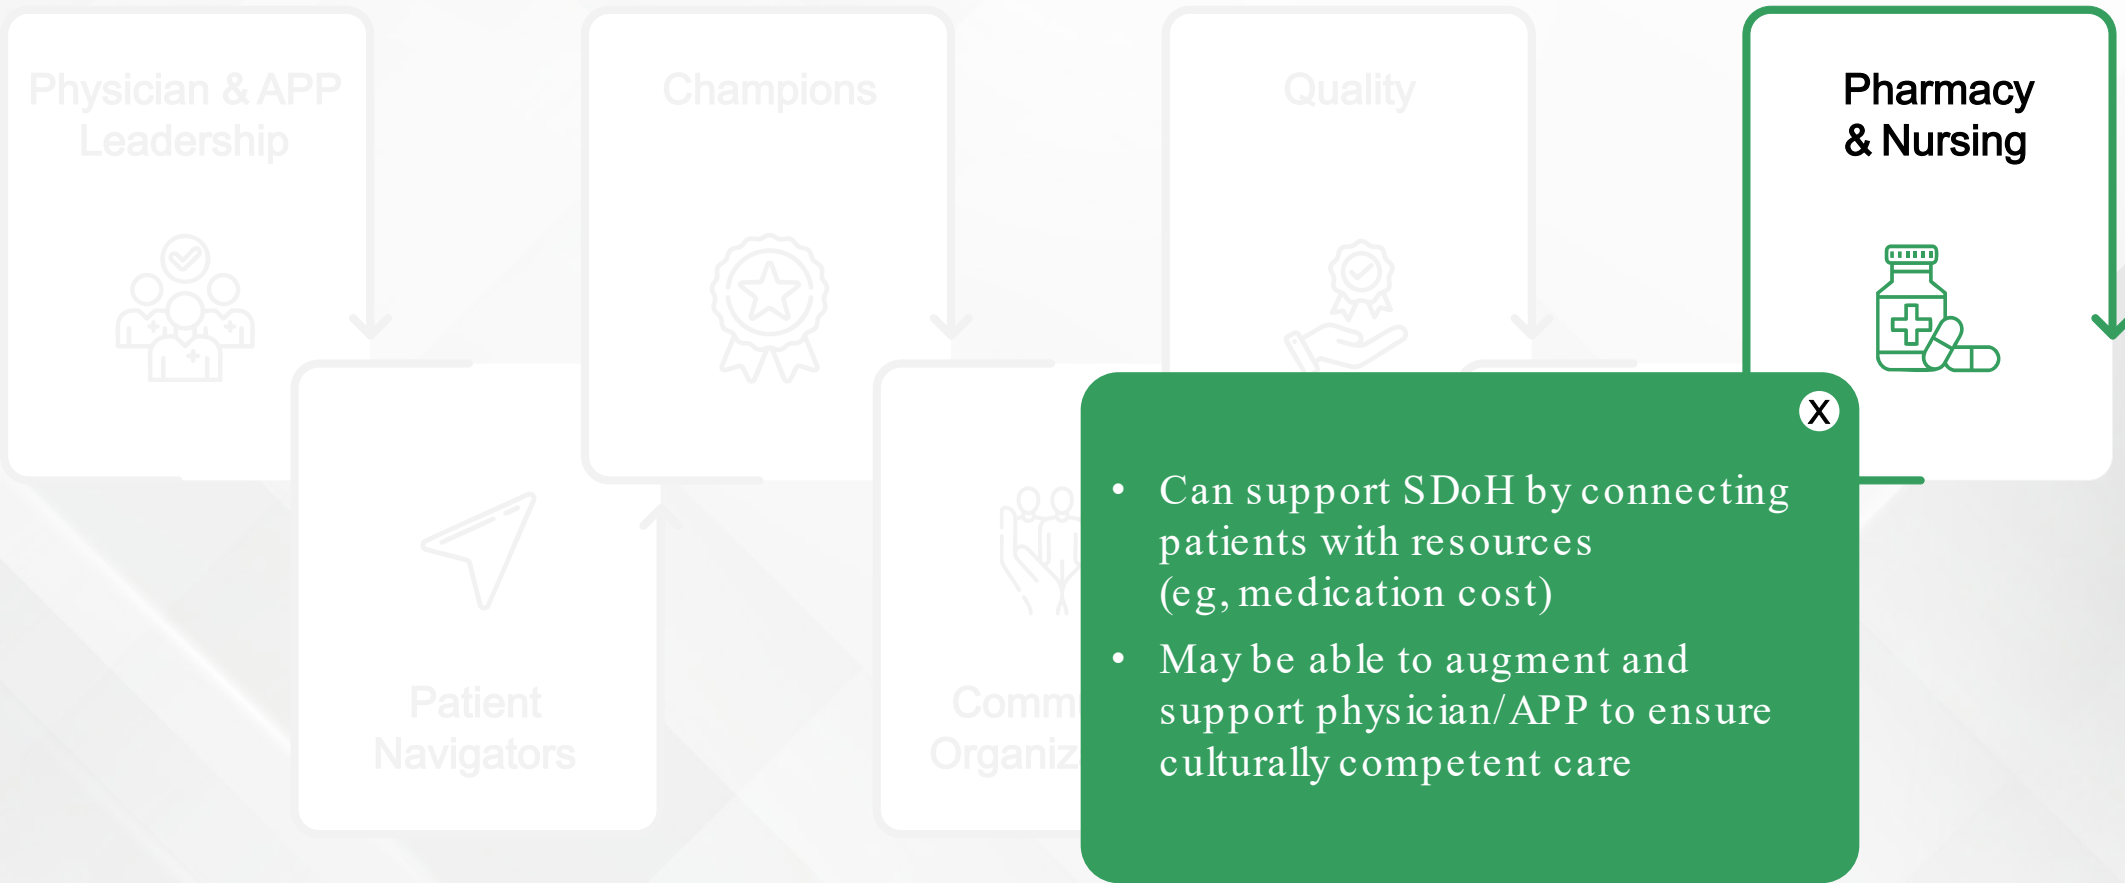 Physician & APP
Leadership
Champions
Quality
Pharmacy
& Nursing
Patient
Navigators
X
• Can support SDoH by connecting
patients with resources
(eg, medication cost)
• May be able to augment and
support physician/APP to ensure
culturally competent care